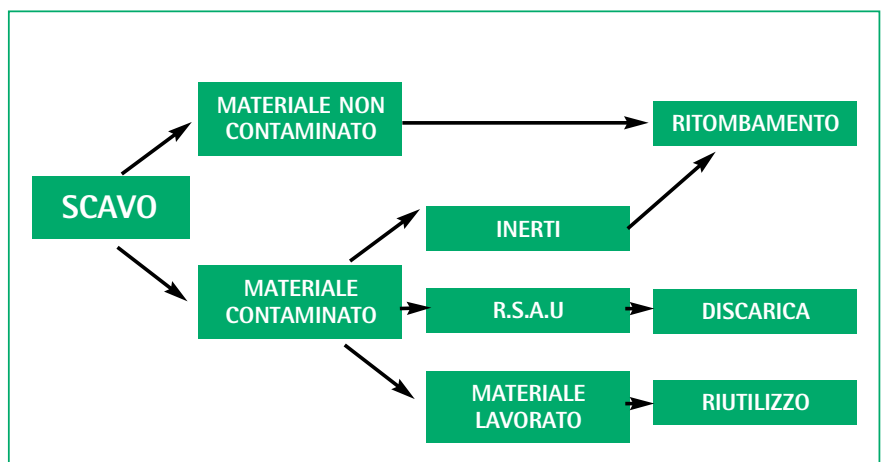 MATERIALE NON
CONTAMINATO
RITOMBAMENTO
SCAVO
INERTI
MATERIALE
CONTAMINATO
R.S.A.U
DISCARICA
MATERIALE
LAVORATO
RIUTILIZZO